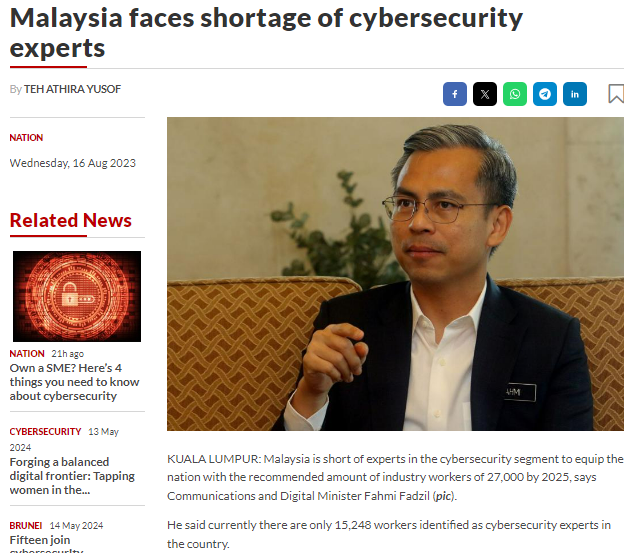 Malaysia faces shortage of cybersecurity
experts
By TEH ATHIRA YUSOF
f
X
in
NATION
Wednesday, 16 Aug 2023
Related News
NATION 21h ago
Own a SME? Here's 4
things you need to know
about cybersecurity
CYBERSECURITY 13 May
2024
Forging a balanced
digital frontier: Tapping
women in the...
BRUNEI 14 May 2024
Fifteen join
cybersecurity
KUALA LUMPUR: Malaysia is short of experts in the cybersecurity segment to equip the
nation with the recommended amount of industry workers of 27,000 by 2025, says
Communications and Digital Minister Fahmi Fadzil (pic).
He said currently there are only 15,248 workers identified as cybersecurity experts in
the country.